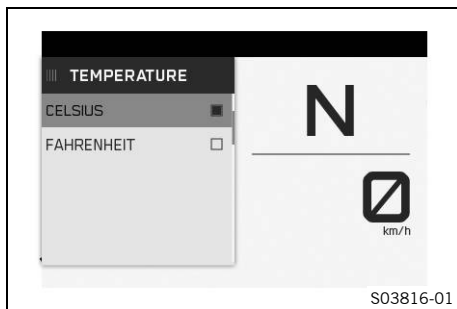 TEMPERATURE
CELSIUS
FAHRENHEIT
N
0
km/h
S03816-01